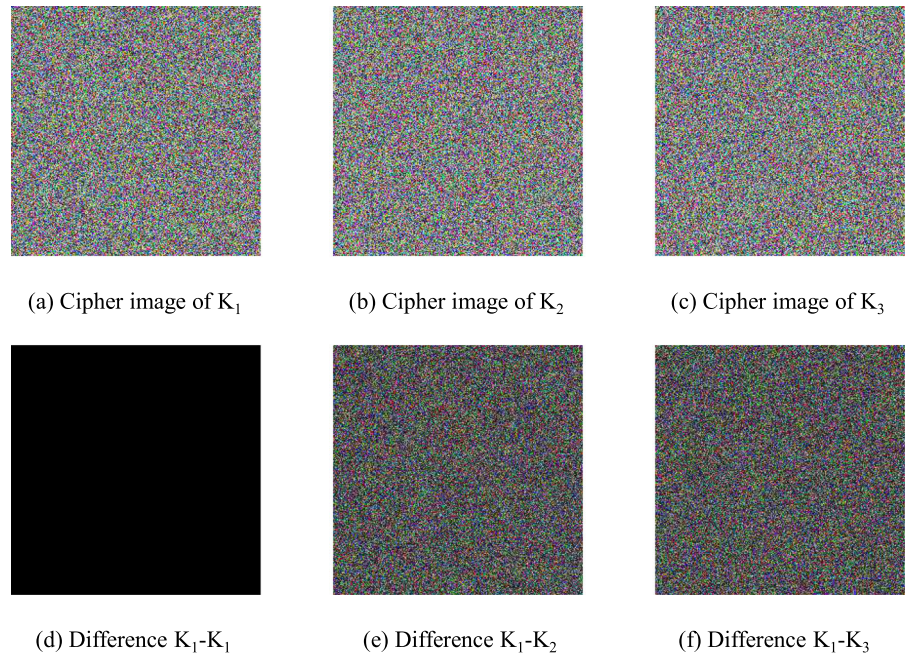 (a) Cipher image of K₁
(b) Cipher image of K₂
(c) Cipher image of K₃
(d) Difference K₁-K₁
(e) Difference K₁-K₂
(f) Difference K₁-K₃